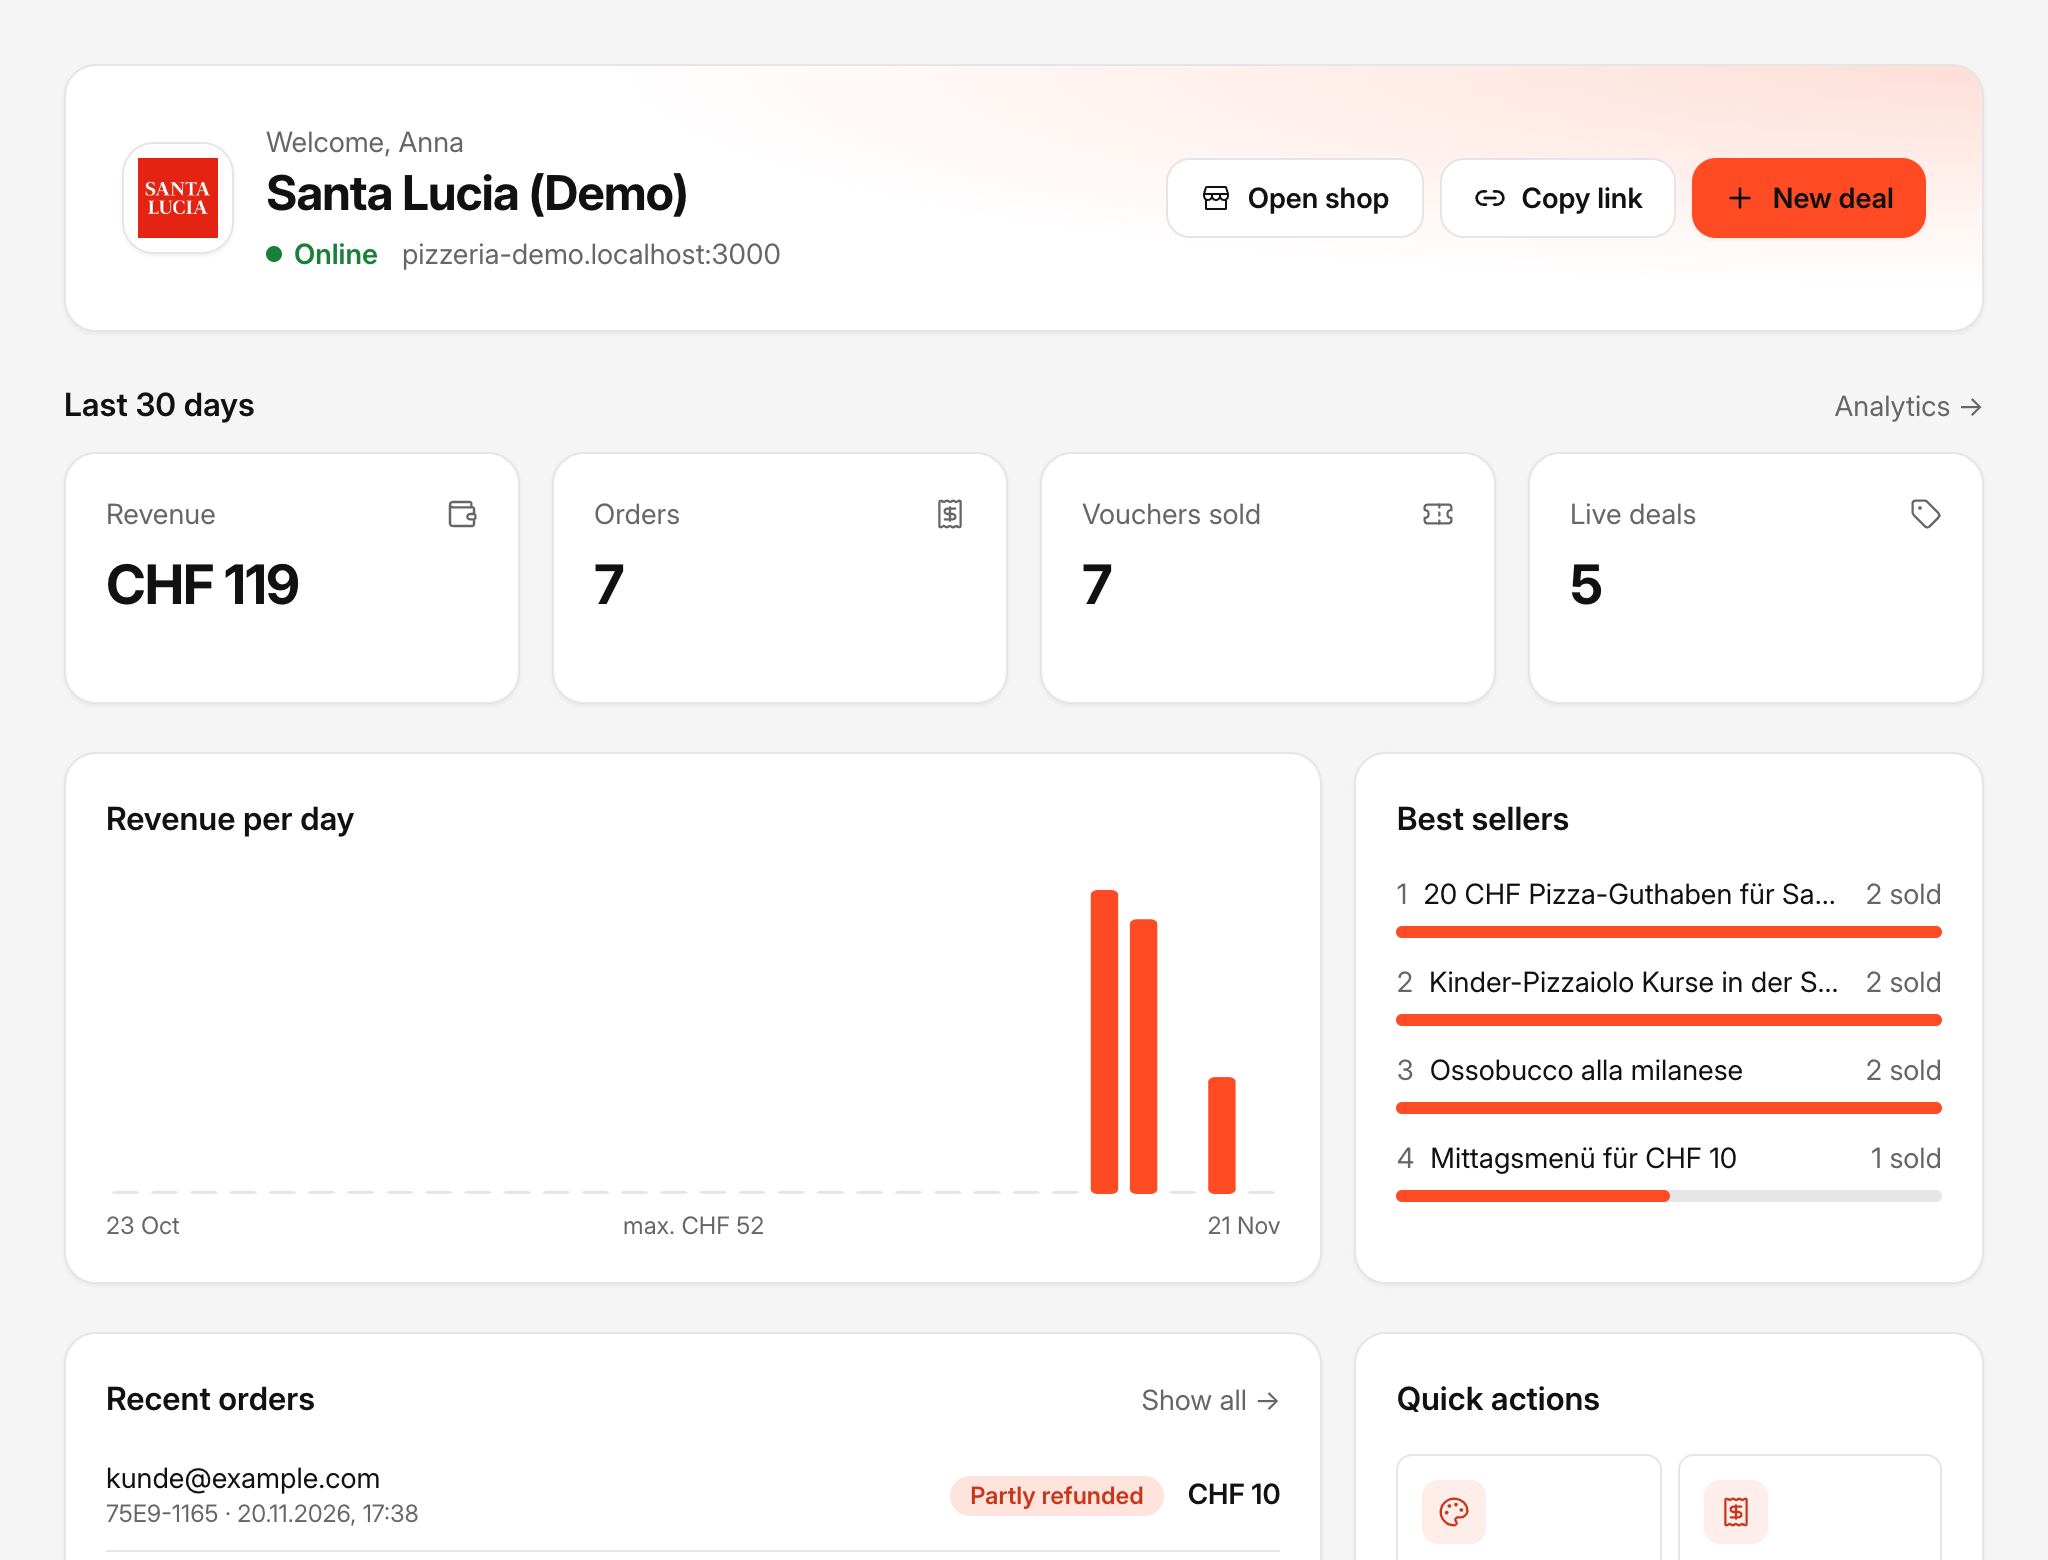 SANTA
LUCIA
Welcome, Anna
Santa Lucia (Demo)
Online pizzeria-demo.localhost:3000
Open shop
Copy link
New deal
Last 30 days
Analytics →
Revenue
CHF 119
Orders
7
Vouchers sold
7
Live deals
5
Revenue per day
23 Oct
max. CHF 52
21 Nov
Best sellers
1 20 CHF Pizza-Guthaben für Sa... 2 sold
2 Kinder-Pizzaiolo Kurse in der S... 2 sold
3 Ossobucco alla milanese 2 sold
4 Mittagsmenü für CHF 10 1 sold
Recent orders
Show all →
kunde@example.com
75E9-1165 · 20.11.2026, 17:38
Partly refunded
CHF 10
Quick actions